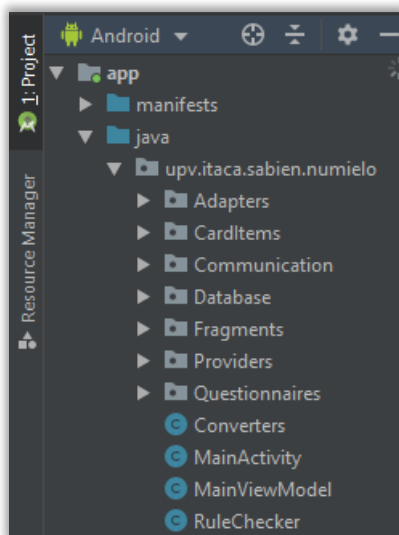 Android
1: Project
Resource Manager
app
manifests
java
upv.itaca.sabien.numielo
Adapters
CardItems
Communication
Database
Fragments
Providers
Questionnaires
Converters
MainActivity
MainViewModel
RuleChecker